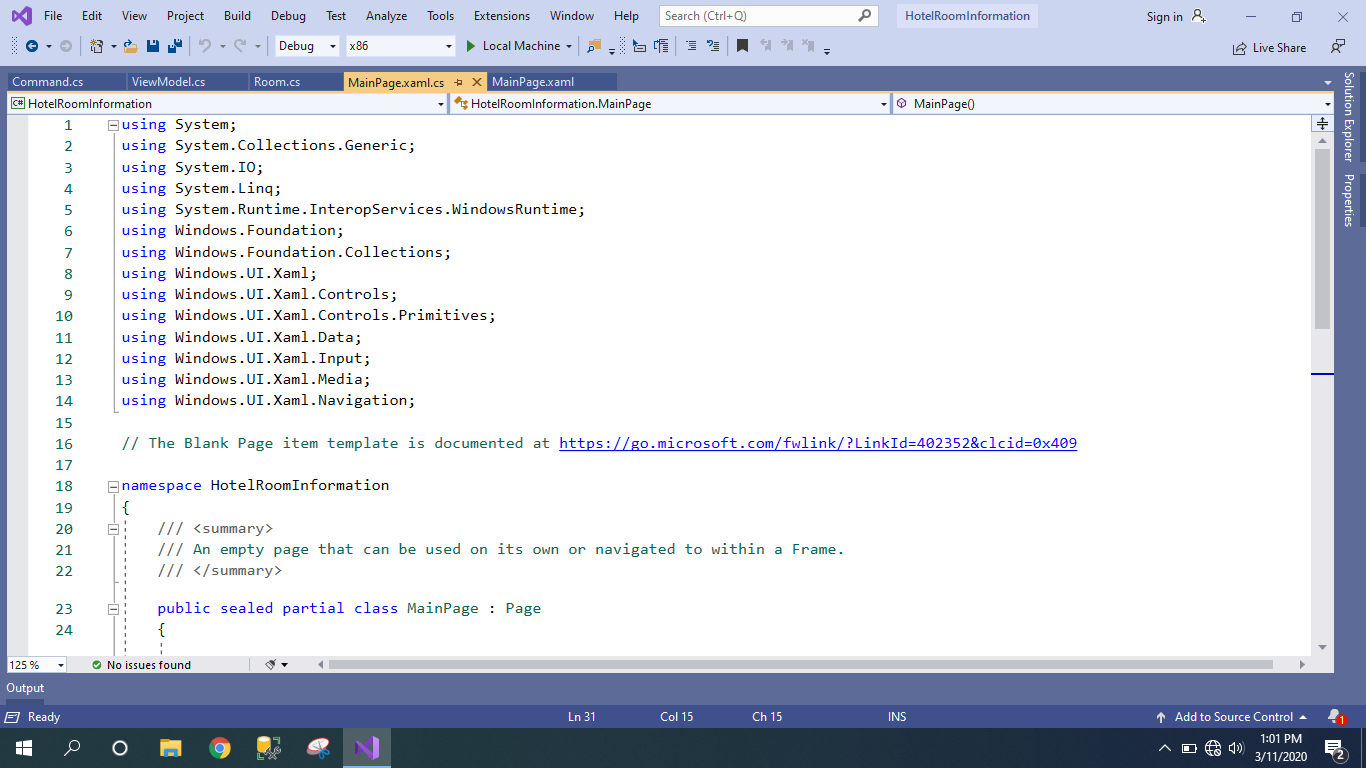 File Edit View Project Build Debug Test Analyze Tools Extensions Window Help Search (Ctrl+Q) HotelRoomInformation Sign in
Debug x86 Local Machine Live Share
Command.cs ViewModel.cs Room.cs MainPage.xaml.cs MainPage.xaml
C# HotelRoomInformation HotelRoomInformation.MainPage MainPage()
Solution Explorer
Properties
1 using System;
2 using System.Collections.Generic;
3 using System.IO;
4 using System.Linq;
5 using System.Runtime.InteropServices.WindowsRuntime;
6 using Windows.Foundation;
7 using Windows.Foundation.Collections;
8 using Windows.UI.Xaml;
9 using Windows.UI.Xaml.Controls;
10 using Windows.UI.Xaml.Controls.Primitives;
11 using Windows.UI.Xaml.Data;
12 using Windows.UI.Xaml.Input;
13 using Windows.UI.Xaml.Media;
14 using Windows.UI.Xaml.Navigation;
15
16 // The Blank Page item template is documented at https://go.microsoft.com/fwlink/?LinkId=402352&clcid=0x409
17
18 namespace HotelRoomInformation
19 {
20 /// <summary>
21 /// An empty page that can be used on its own or navigated to within a Frame.
22 /// </summary>
23 public sealed partial class MainPage : Page
24 {
125 % No issues found
Output
Ready Ln 31 Col 15 Ch 15 INS Add to Source Control 1
1:01 PM
3/11/2020 2